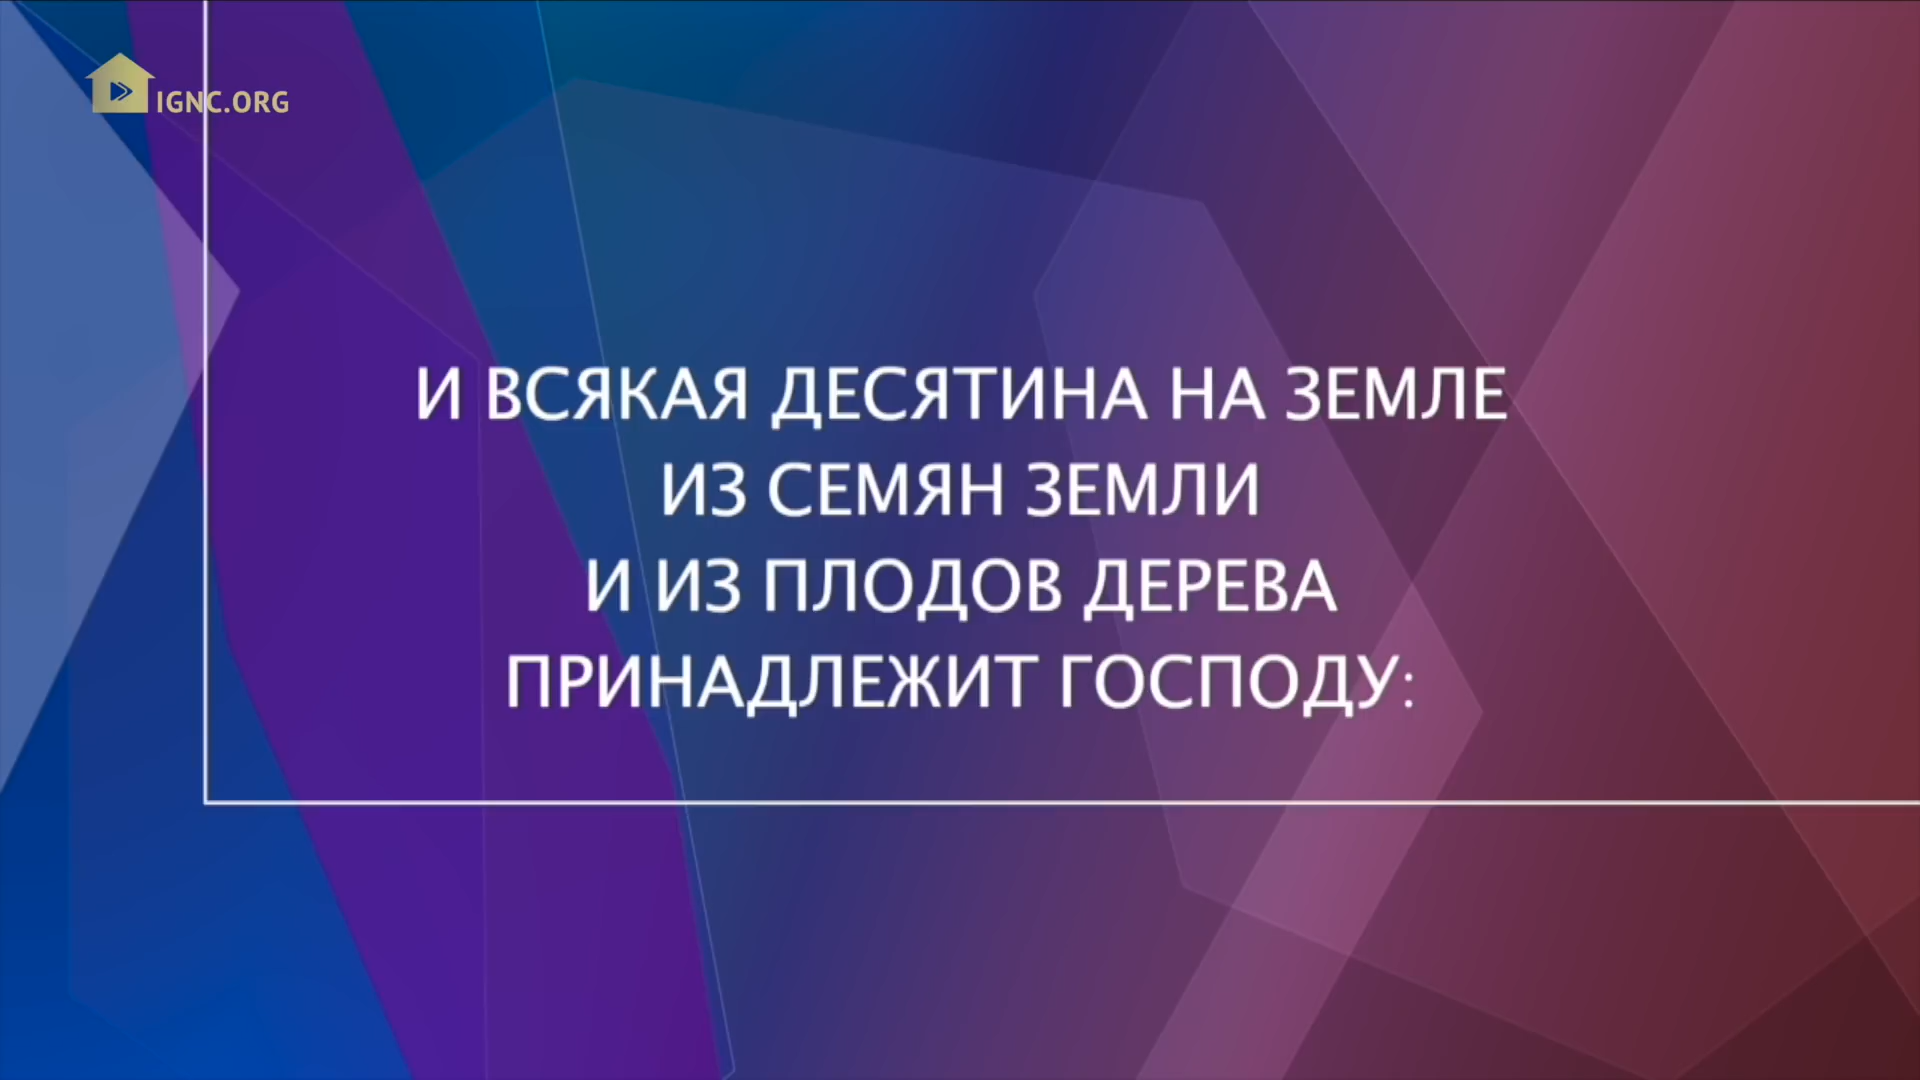 IGNC.ORG
И ВСЯКАЯ ДЕСЯТИНА НА ЗЕМЛЕ
ИЗ СЕМЯН ЗЕМЛИ
И ИЗ ПЛОДОВ ДЕРЕВА
ПРИНАДЛЕЖИТ ГОСПОДУ: